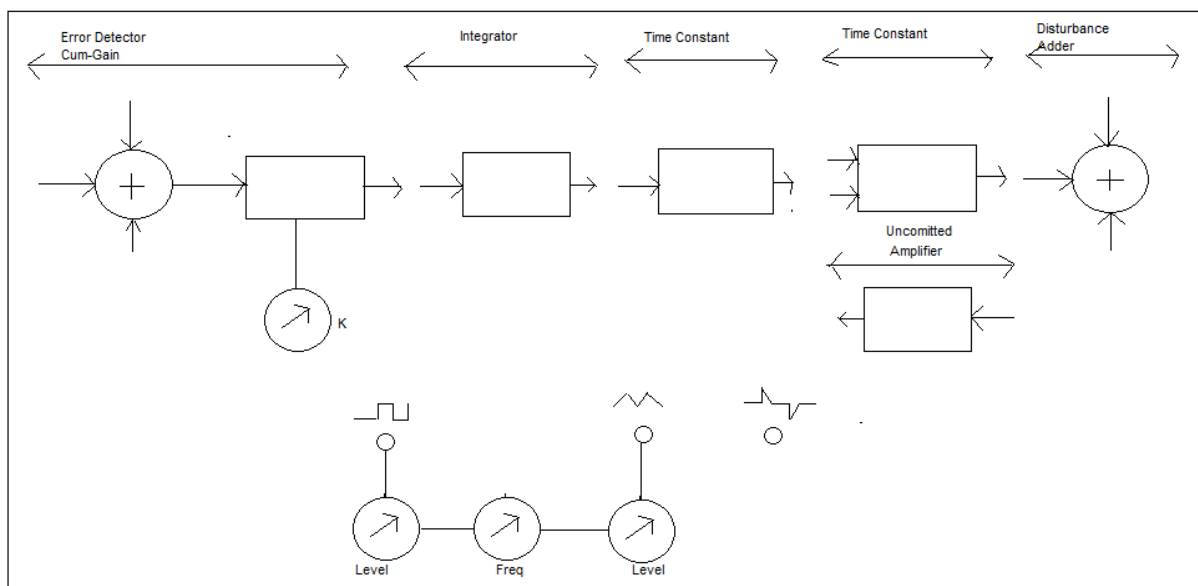 Error Detector
Cum-Gain
Integrator
Time Constant
Time Constant
Disturbance
Adder
Uncomitted
Amplifier
K
Level
Freq
Level